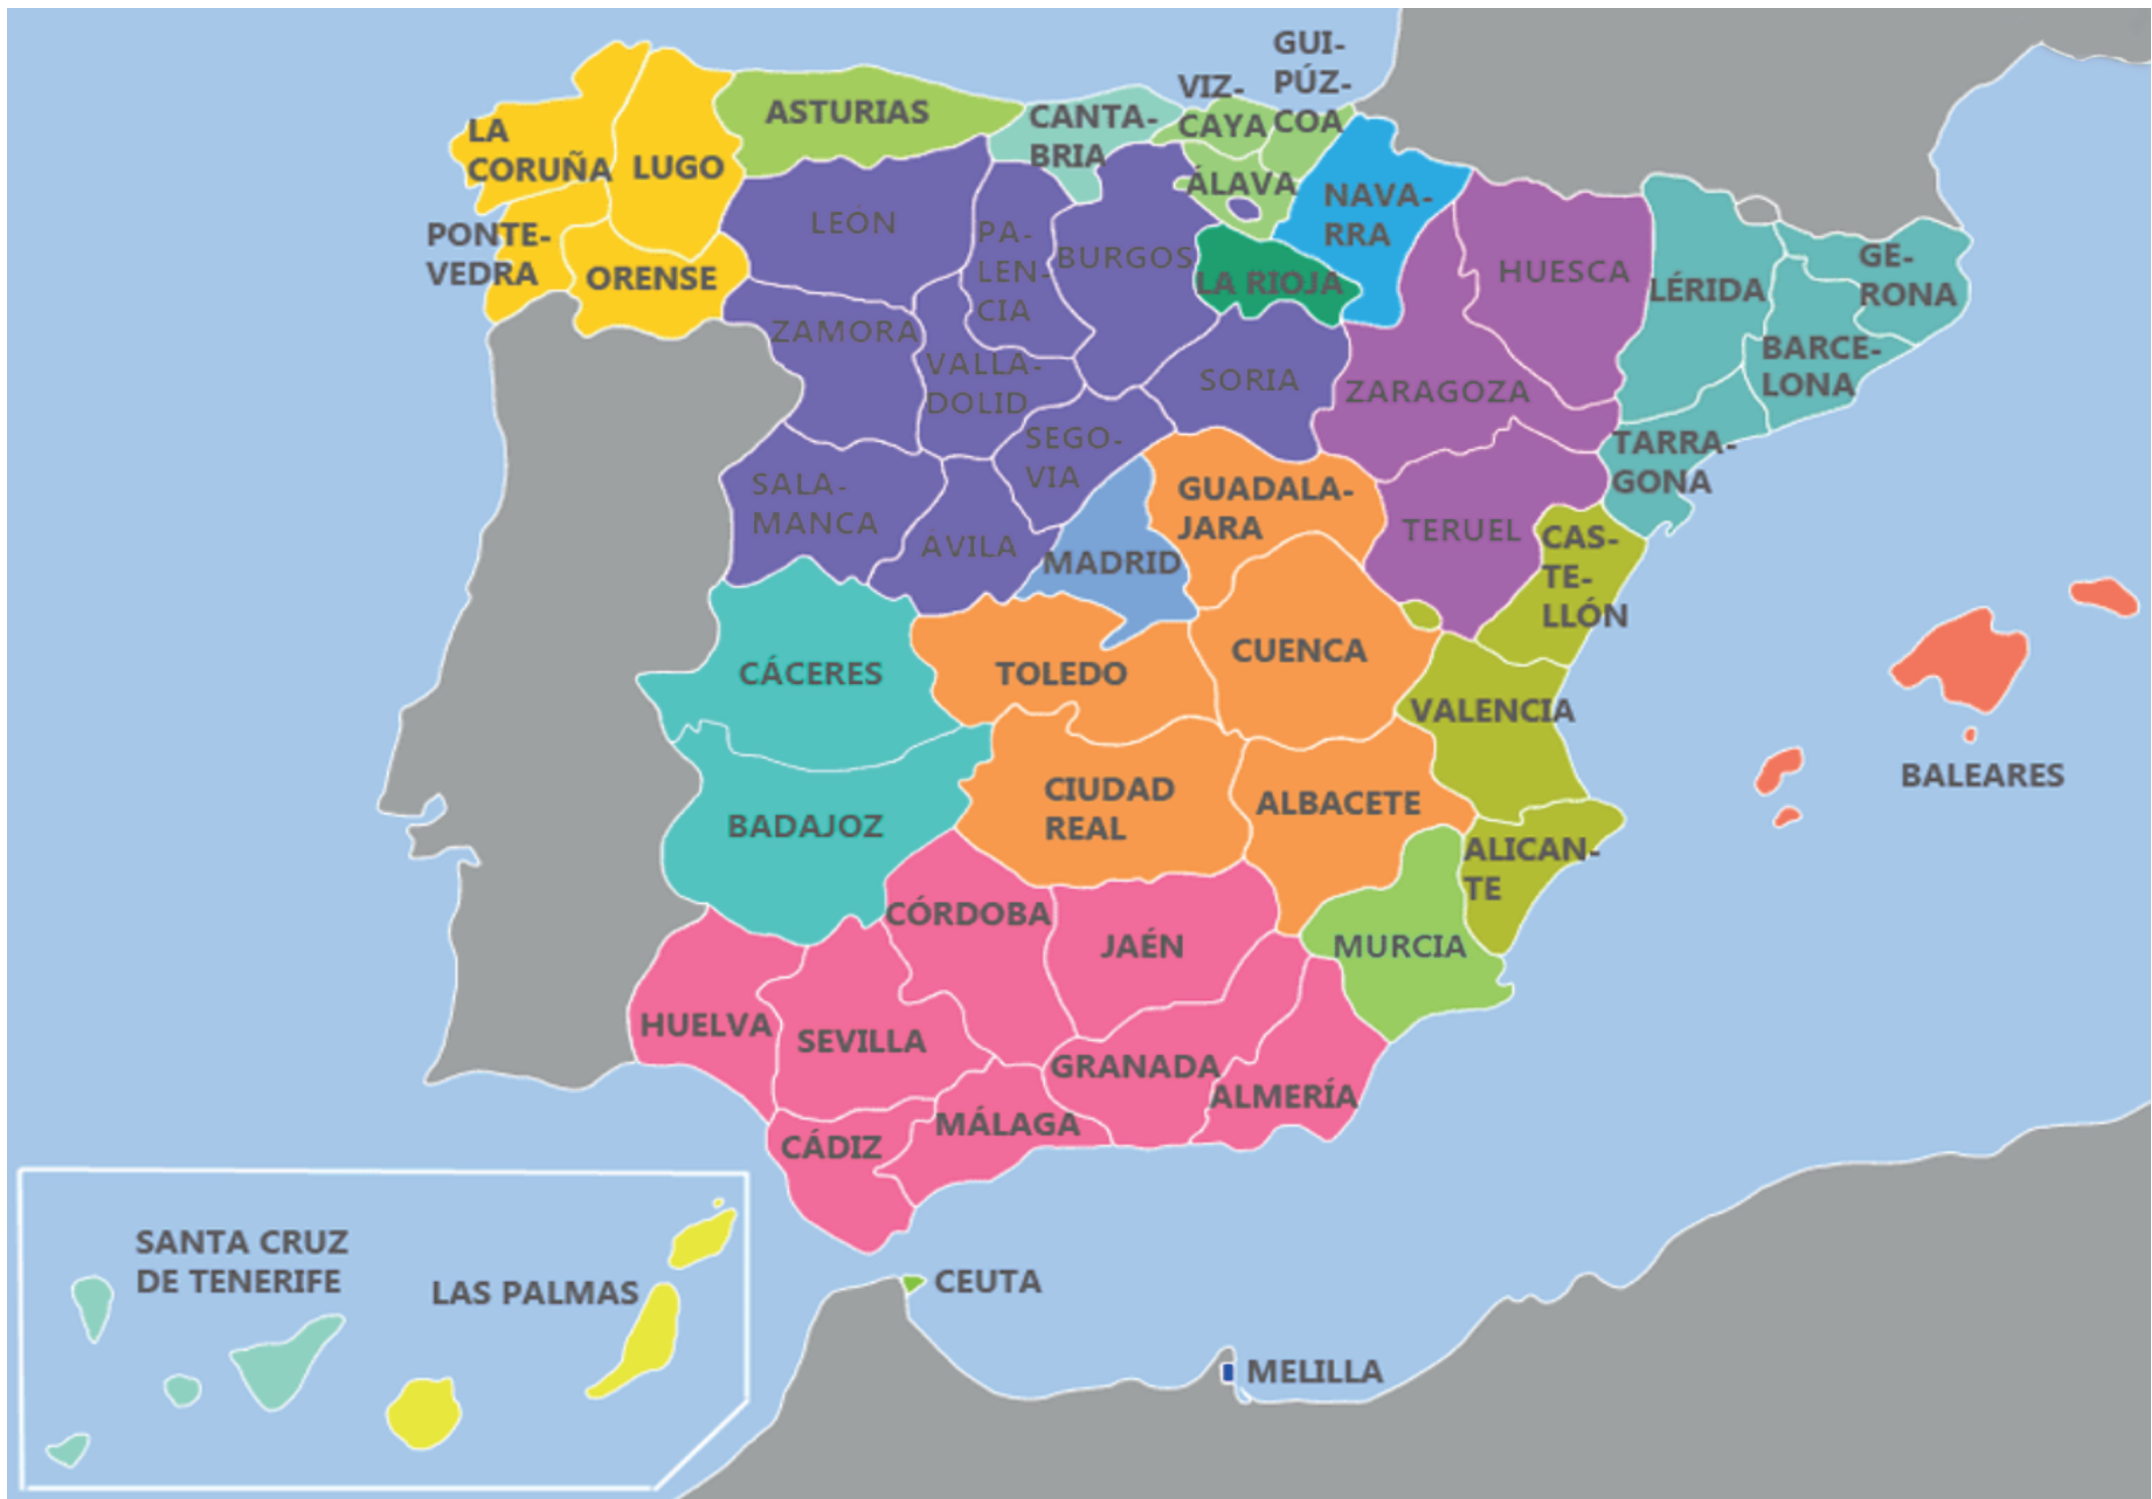 GUI-
PÚZ-
COA
VIZ-
CAYA
ASTURIAS
CANTA-
BRIA
LA
CORUÑA
LUGO
ÁLAVA
NAVA-
RRA
PONTE-
VEDRA
ORENSE
LEÓN
PA-
LEN-
CIA
BURGOS
LA RIOJA
HUESCA
LÉRIDA
GE-
RONA
ZAMORA
VALLA-
DOLID
SORIA
ZARAGOZA
BARCE-
LONA
SEGO-
VIA
TARRA-
GONA
SALA-
MANCA
ÁVILA
MADRID
GUADALA-
JARA
TERUEL
CAS-
TE-
LLÓN
CÁCERES
TOLEDO
CUENCA
VALENCIA
BALEARES
BADAJOZ
CIUDAD
REAL
ALBACETE
ALICAN-
TE
CÓRDOBA
JAÉN
MURCIA
HUELVA
SEVILLA
GRANADA
ALMERÍA
MÁLAGA
CÁDIZ
SANTA CRUZ
DE TENERIFE
LAS PALMAS
CEUTA
MELILLA